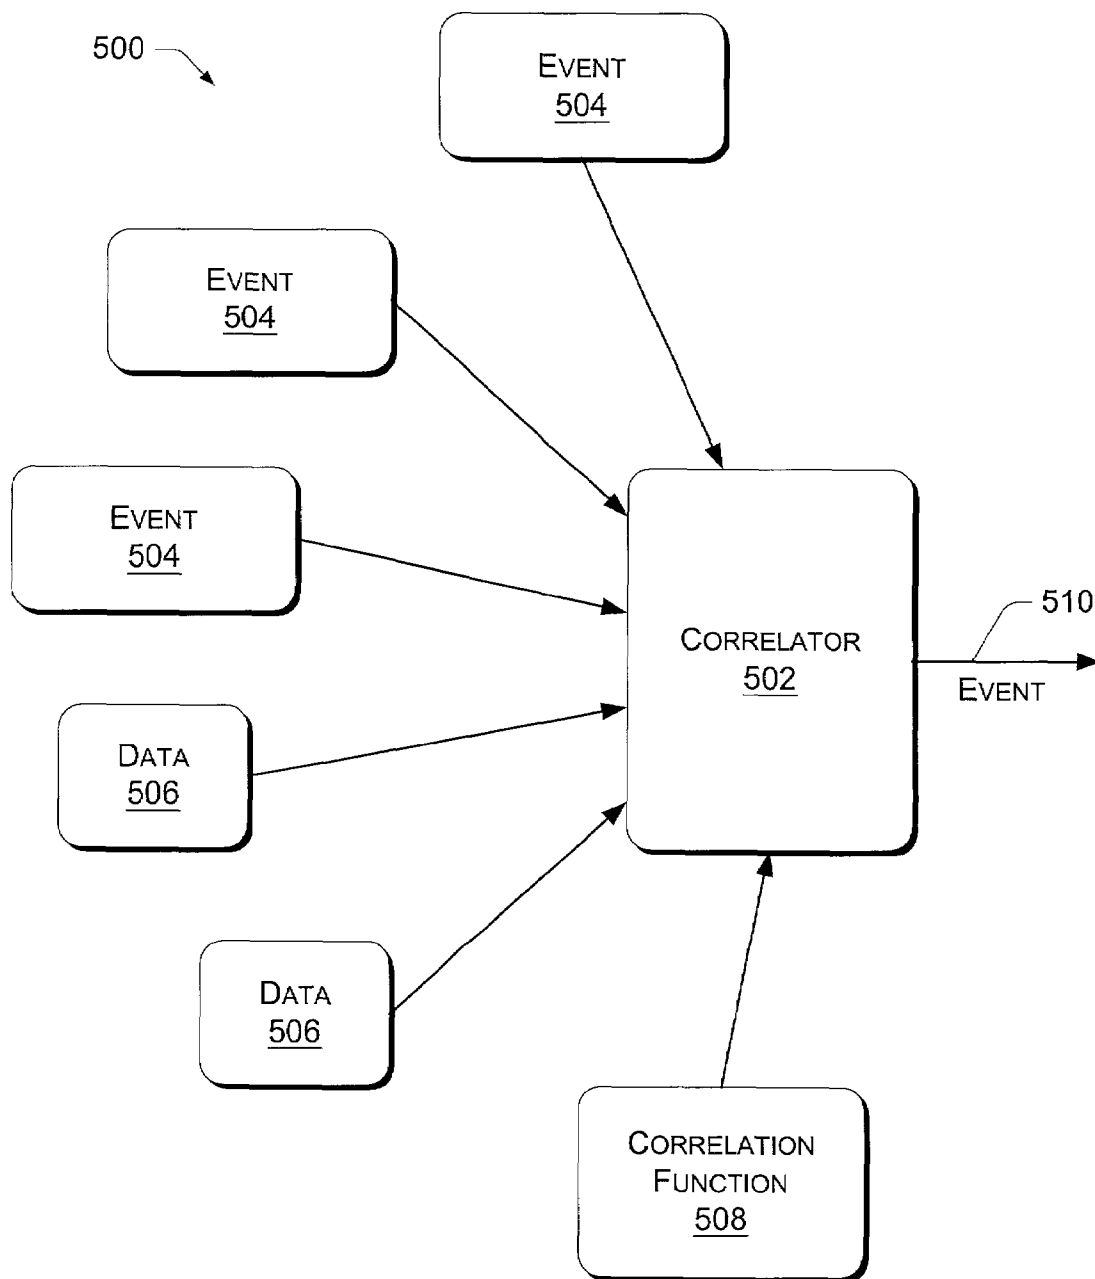 500
EVENT
504
EVENT
504
EVENT
504
510
CORRELATOR
502
EVENT
DATA
506
DATA
506
CORRELATION
FUNCTION
508